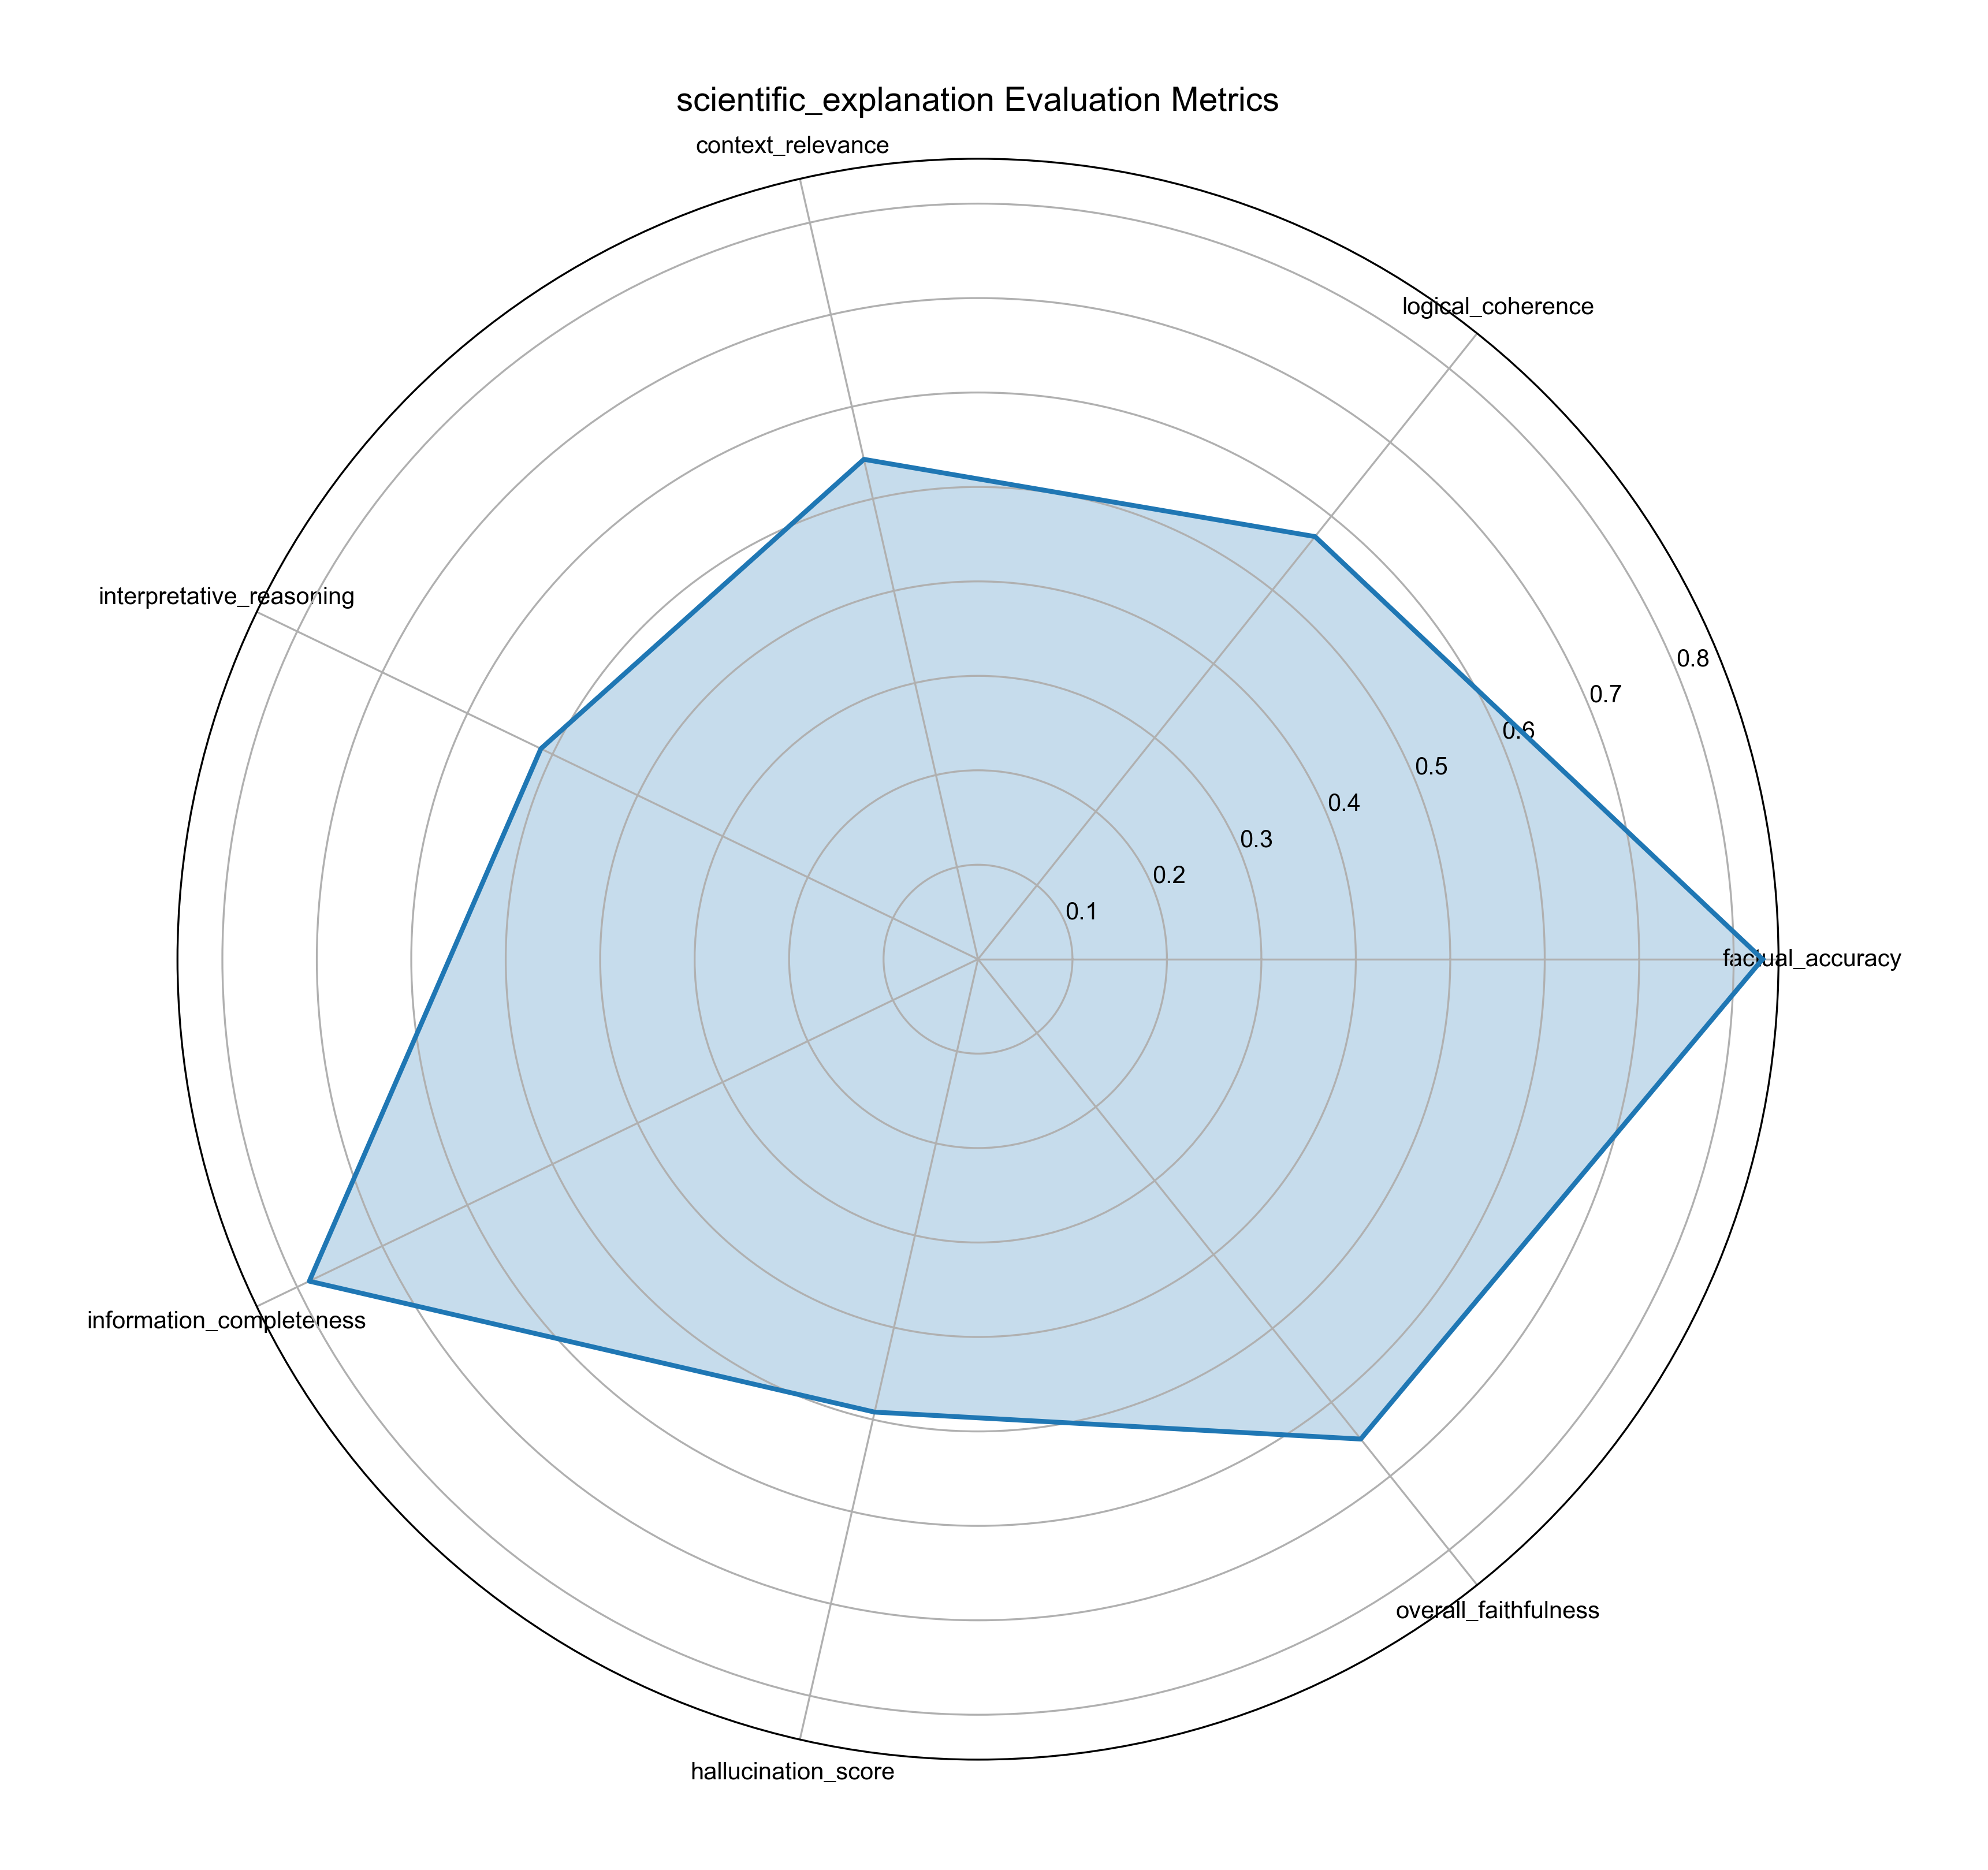 scientific_explanation Evaluation Metrics
context_relevance
logical_coherence
interpretative_reasoning
0.8
0.7
0.6
0.5
0.4
0.3
0.2
0.1
factual_accuracy
information_completeness
overall_faithfulness
hallucination_score